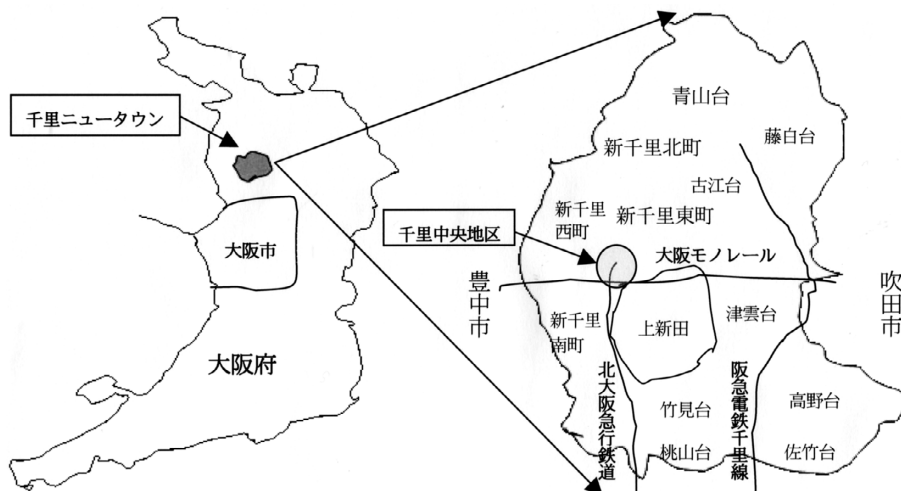 千里ニュータウン
大阪市
大阪府
青山台
藤白台
新千里北町
古江台
新千里
西町
新千里東町
千里中央地区
大阪モノレール
豊中市
吹田市
新千里
南町
上新田
津雲台
北大阪急行鉄道
阪急電鉄千里線
竹見台
高野台
桃山台
佐竹台